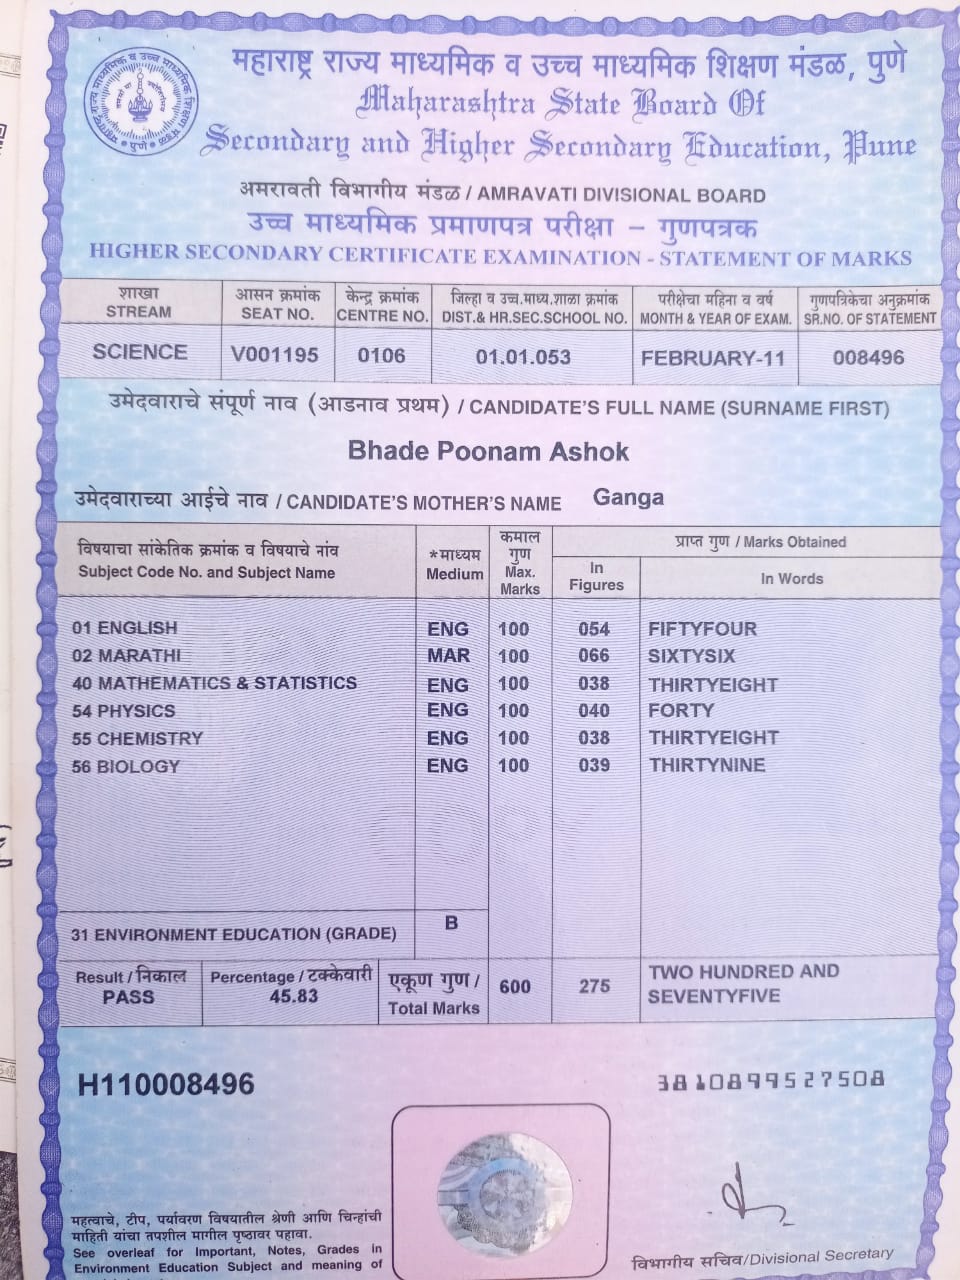 महाराष्ट्र राज्य माध्यमिक व उच्च माध्यमिक शिक्षण मंडळ, पुणे
Maharashtra State Board Of
Secondary and Higher Secondary Education, Pune
अमरावती विभागीय मंडळ / AMRAVATI DIVISIONAL BOARD
उच्च माध्यमिक प्रमाणपत्र परीक्षा – गुणपत्रक
HIGHER SECONDARY CERTIFICATE EXAMINATION - STATEMENT OF MARKS
शाखा आसन क्रमांक केन्द्र क्रमांक जिल्हा व उच्च.माध्य.शाळा क्रमांक परीक्षेचा महिना व वर्ष गुणपत्रिकेचा अनुक्रमांक
STREAM SEAT NO. CENTRE NO. DIST.& HR.SEC.SCHOOL NO. MONTH & YEAR OF EXAM. SR.NO. OF STATEMENT
SCIENCE V001195 0106 01.01.053 FEBRUARY-11 008496
उमेदवाराचे संपूर्ण नाव (आडनाव प्रथम) / CANDIDATE'S FULL NAME (SURNAME FIRST)
Bhade Poonam Ashok
उमेदवाराच्या आईचे नाव / CANDIDATE'S MOTHER'S NAME Ganga
विषयाचा सांकेतिक क्रमांक व विषयाचे नांव
Subject Code No. and Subject Name
*माध्यम
Medium
कमाल
गुण
Max.
Marks
प्राप्त गुण / Marks Obtained
In
Figures
In Words
01 ENGLISH ENG 100 054 FIFTYFOUR
02 MARATHI MAR 100 066 SIXTYSIX
40 MATHEMATICS & STATISTICS ENG 100 038 THIRTYEIGHT
54 PHYSICS ENG 100 040 FORTY
55 CHEMISTRY ENG 100 038 THIRTYEIGHT
56 BIOLOGY ENG 100 039 THIRTYNINE
31 ENVIRONMENT EDUCATION (GRADE) B
Result / निकाल
PASS
Percentage / टक्केवारी
45.83
एकूण गुण /
Total Marks
600 275
TWO HUNDRED AND
SEVENTYFIVE
H110008496
3810899527508
महत्वाचे, टीप, पर्यावरण विषयातील श्रेणी आणि चिन्हांची
माहिती यांचा तपशील मागील पृष्ठावर पहावा.
See overleaf for Important, Notes, Grades in
Environment Education Subject and meaning of
विभागीय सचिव/Divisional Secretary